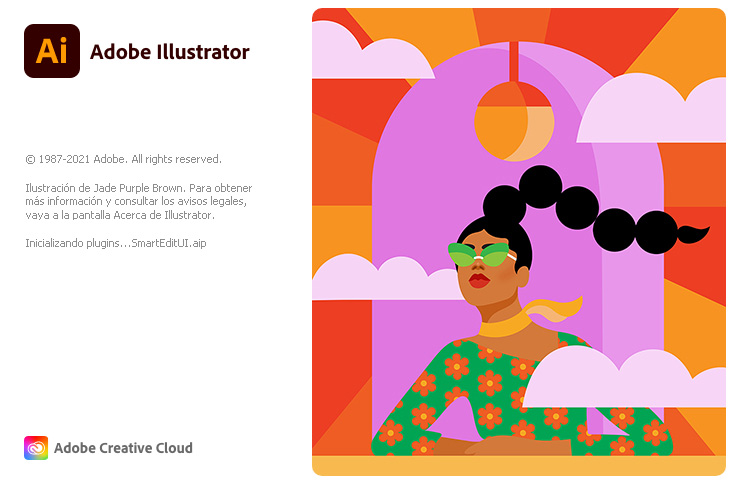 Ai Adobe Illustrator
© 1987-2021 Adobe. All rights reserved.
Ilustración de Jade Purple Brown. Para obtener
más información y consultar los avisos legales,
vaya a la pantalla Acerca de Illustrator.
Inicializando plugins...SmartEditUI.aip
Adobe Creative Cloud